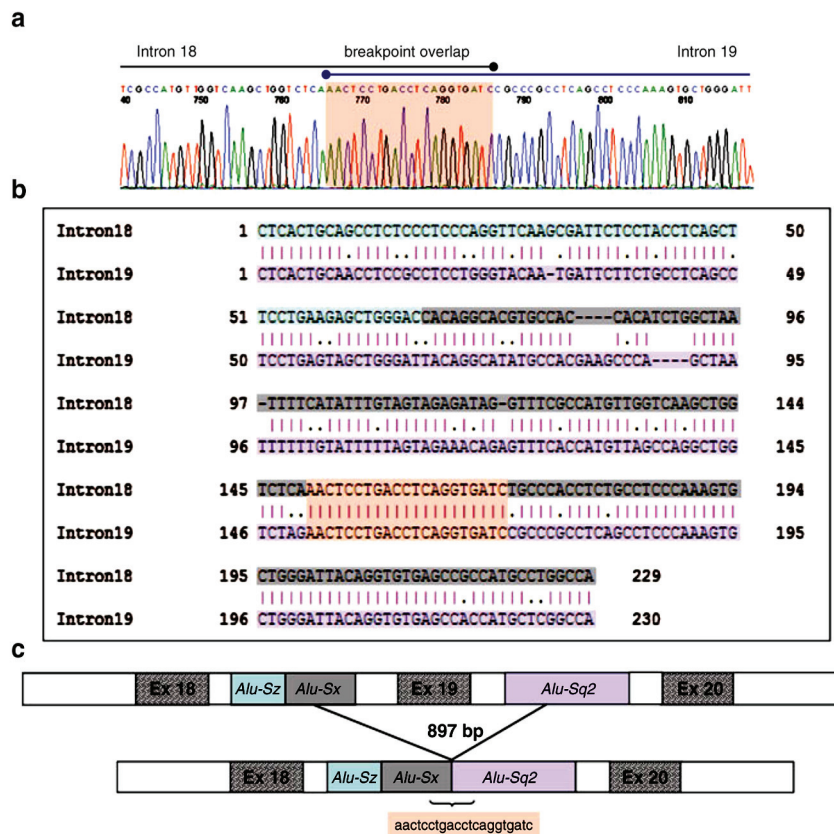 a
Intron 18 breakpoint overlap Intron 19
TCGCCATGTTGGTCAAGCTGGTCTCAAACTCCTGACCTCAGGTGATCCGCCCGCCTCAGCCTCCCAAAGTGCTGGGATT
40 750 760 770 780 790 800 810
b
Intron18 1 CTCACTGCAGCCTCTCCCTCCCAGGTTCAAGCGATTCTCCTACCTCAGCT 50
Intron19 1 CTCACTGCAACCTCCGCCTCCTGGGTACAA-TGATTCTTCTGCCTCAGCC 49
Intron18 51 TCCTGAAGAGCTGGGACCACAGGCACGTGCCAC----CACATCTGGCTAA 96
Intron19 50 TCCTGAGTAGCTGGGATTACAGGCATATGCCACGAAGCCCA----GCTAA 95
Intron18 97 -TTTTCATATTTGTAGTAGAGATAG-GTTTCGCCATGTTGGTCAAGCTGG 144
Intron19 96 TTTTTTGTATTTTTAGTAGAAACAGAGTTTCACCATGTTAGCCAGGCTGG 145
Intron18 145 TCTCAAACTCCTGACCTCAGGTGATCTGCCCACCTCTGCCTCCCAAAGTG 194
Intron19 146 TCTAGAACTCCTGACCTCAGGTGATCCGCCCGCCTCAGCCTCCCAAAGTG 195
Intron18 195 CTGGGATTACAGGTGTGAGCCGCCATGCCTGGCCA 229
Intron19 196 CTGGGATTACAGGTGTGAGCCACCATGCTCGGCCA 230
c
Ex 18 Alu-Sz Alu-Sx Ex 19 Alu-Sq2 Ex 20
897 bp
Ex 18 Alu-Sz Alu-Sx Alu-Sq2 Ex 20
aactcctgacctcaggtgatc